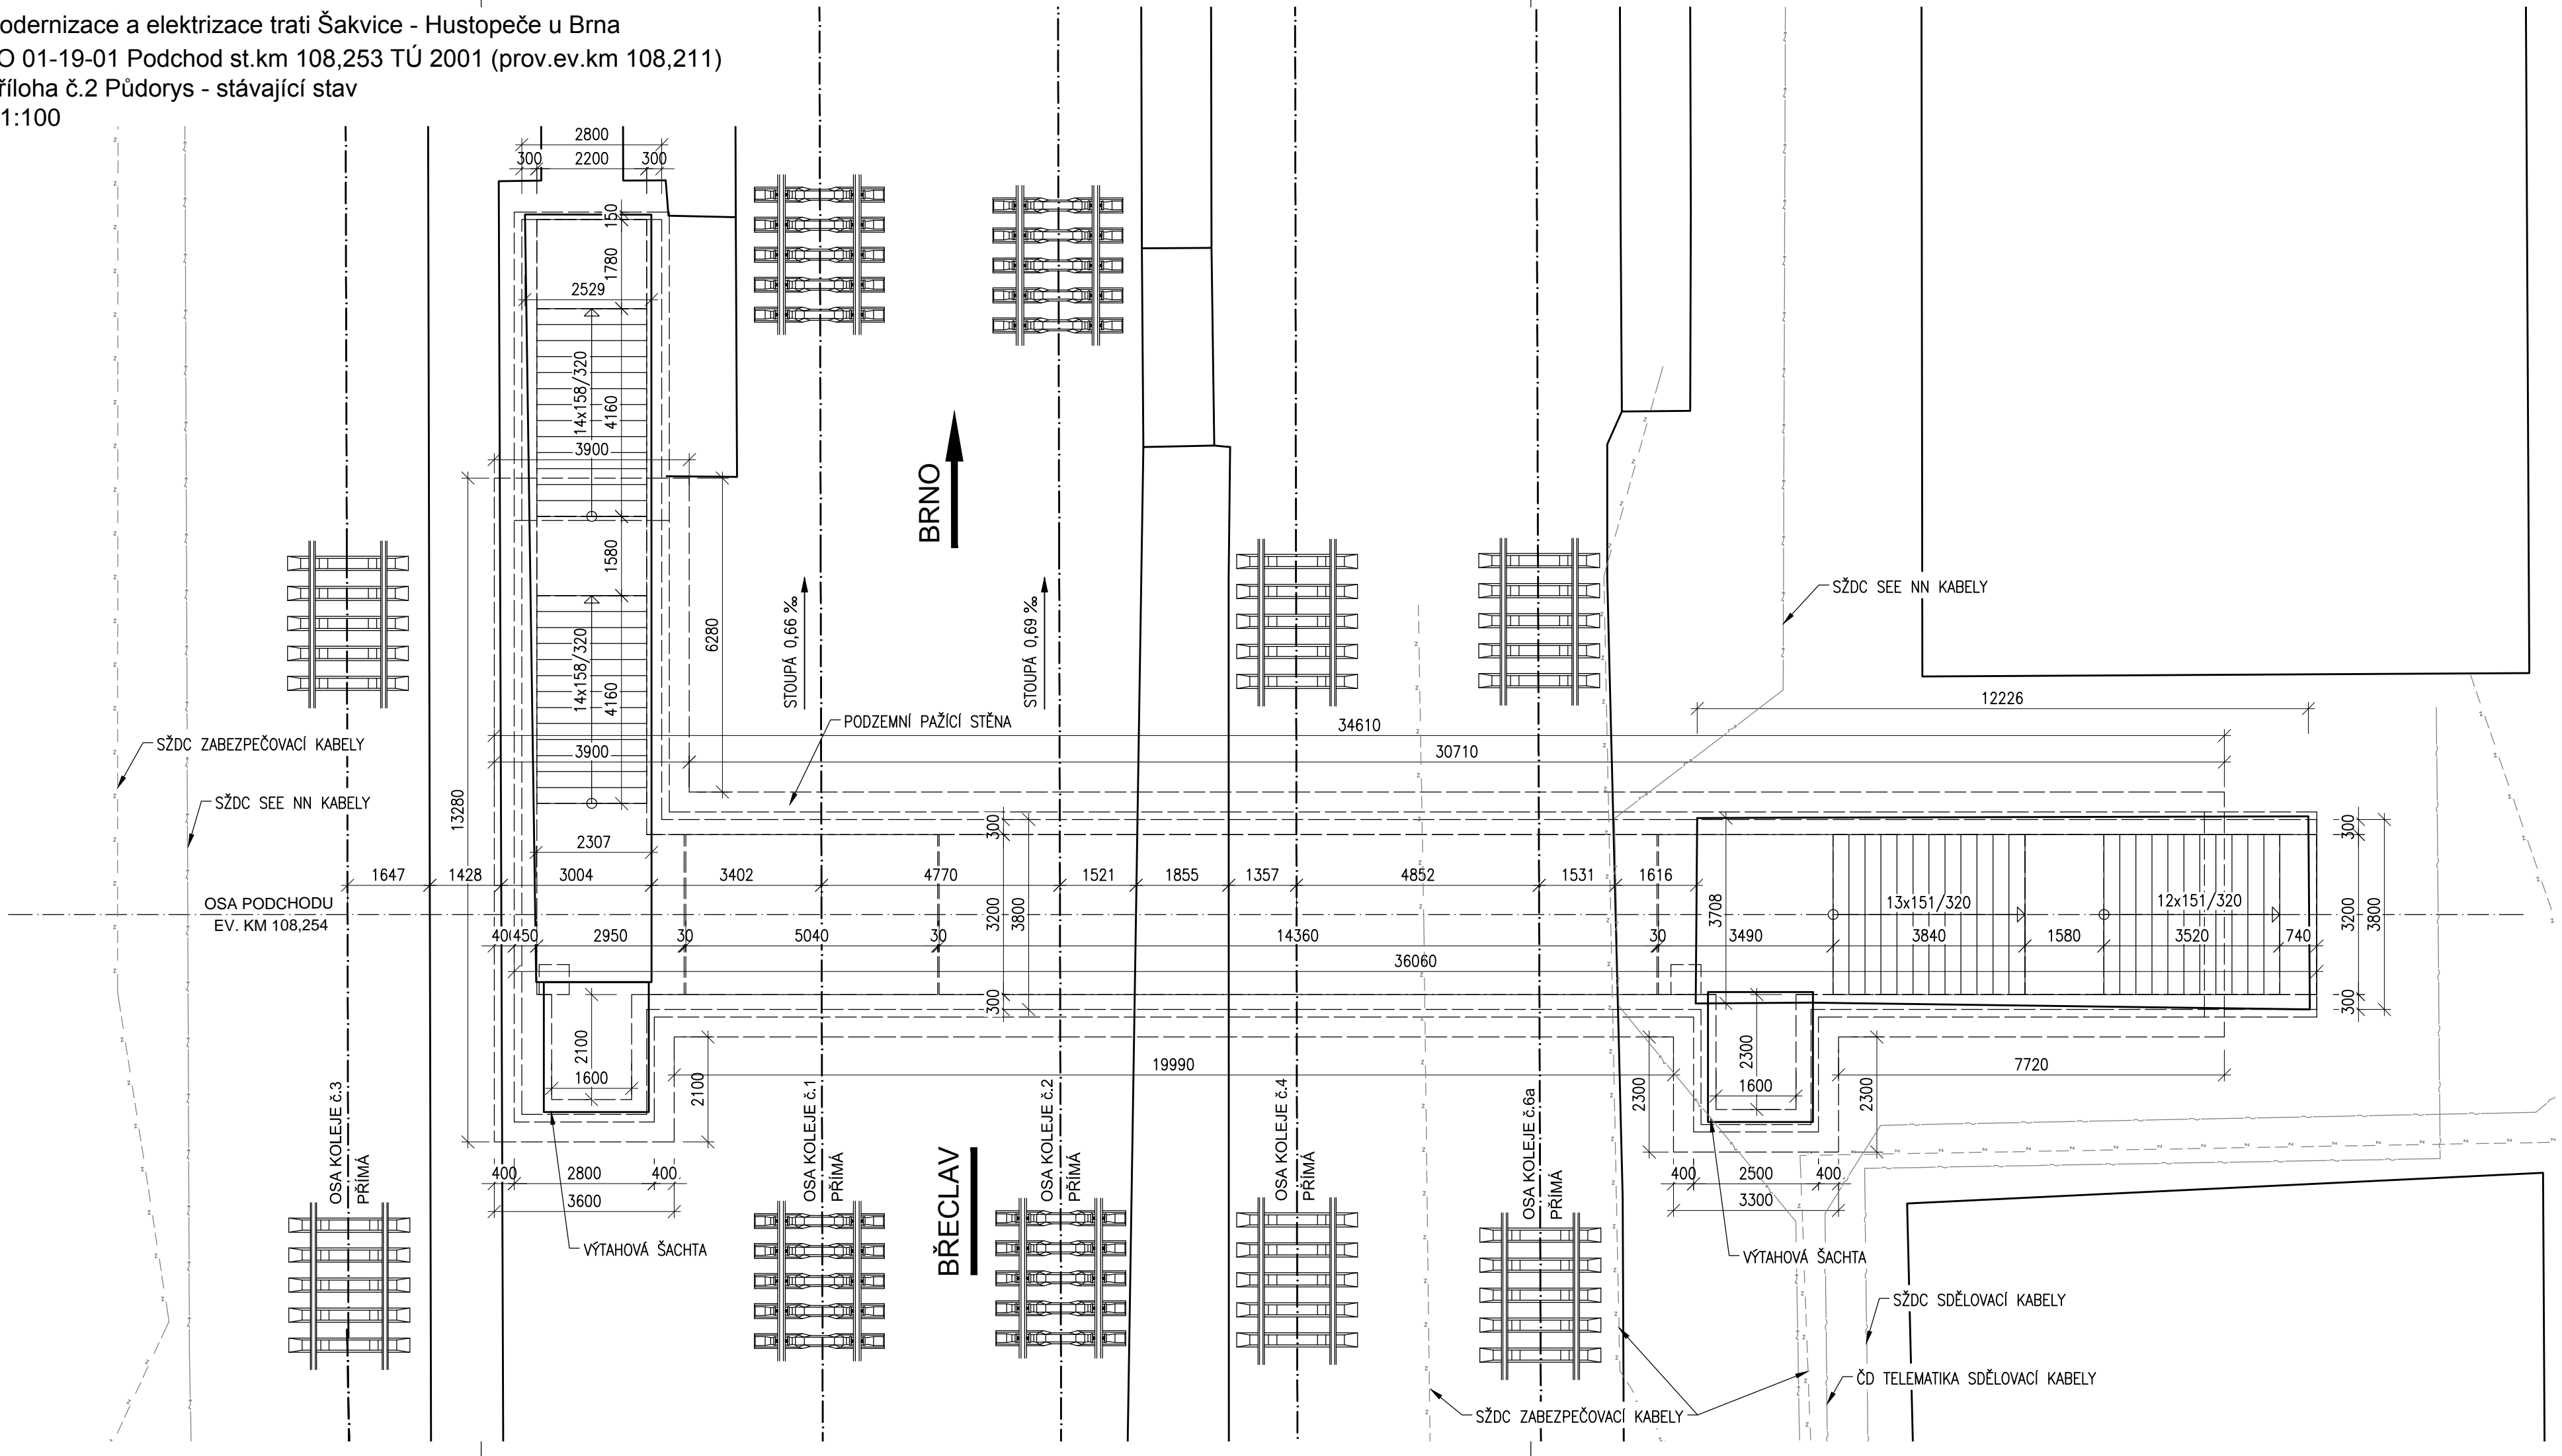 odernizace a elektrizace trati Šakvice - Hustopeče u Brna
O 01-19-01 Podchod st.km 108,253 TÚ 2001 (prov.ev.km 108,211)
říloha č.2 Půdorys - stávající stav
1:100
2800
300 2200 300
150
1780
2529
14x158/320
4160
3900
1580
14x158/320
4160
3900
2307
13280
6280
BRNO
STOUPÁ 0,66 ‰
STOUPÁ 0,69 ‰
PODZEMNÍ PAŽÍCÍ STĚNA
SŽDC ZABEZPEČOVACÍ KABELY
SŽDC SEE NN KABELY
SŽDC SEE NN KABELY
12226
34610
30710
1647 1428 3004 3402 4770 1521 1855 1357 4852 1531 1616
OSA PODCHODU
EV. KM 108,254
300
3200
3800
300
3708
13x151/320
12x151/320
300
3200
3800
300
450 2950 30 5040 30 14360 30 3490 3840 1580 3520 740
36060
2100
1600
2100
19990
2300
2300
1600
2300
7720
OSA KOLEJE č.3
PŘÍMÁ
OSA KOLEJE č.1
PŘÍMÁ
OSA KOLEJE č.2
PŘÍMÁ
OSA KOLEJE č.4
PŘÍMÁ
OSA KOLEJE č.6a
PŘÍMÁ
BŘECLAV
400 2800 400
3600
400 2500 400
3300
VÝTAHOVÁ ŠACHTA
VÝTAHOVÁ ŠACHTA
SŽDC SDĚLOVACÍ KABELY
ČD TELEMATIKA SDĚLOVACÍ KABELY
SŽDC ZABEZPEČOVACÍ KABELY